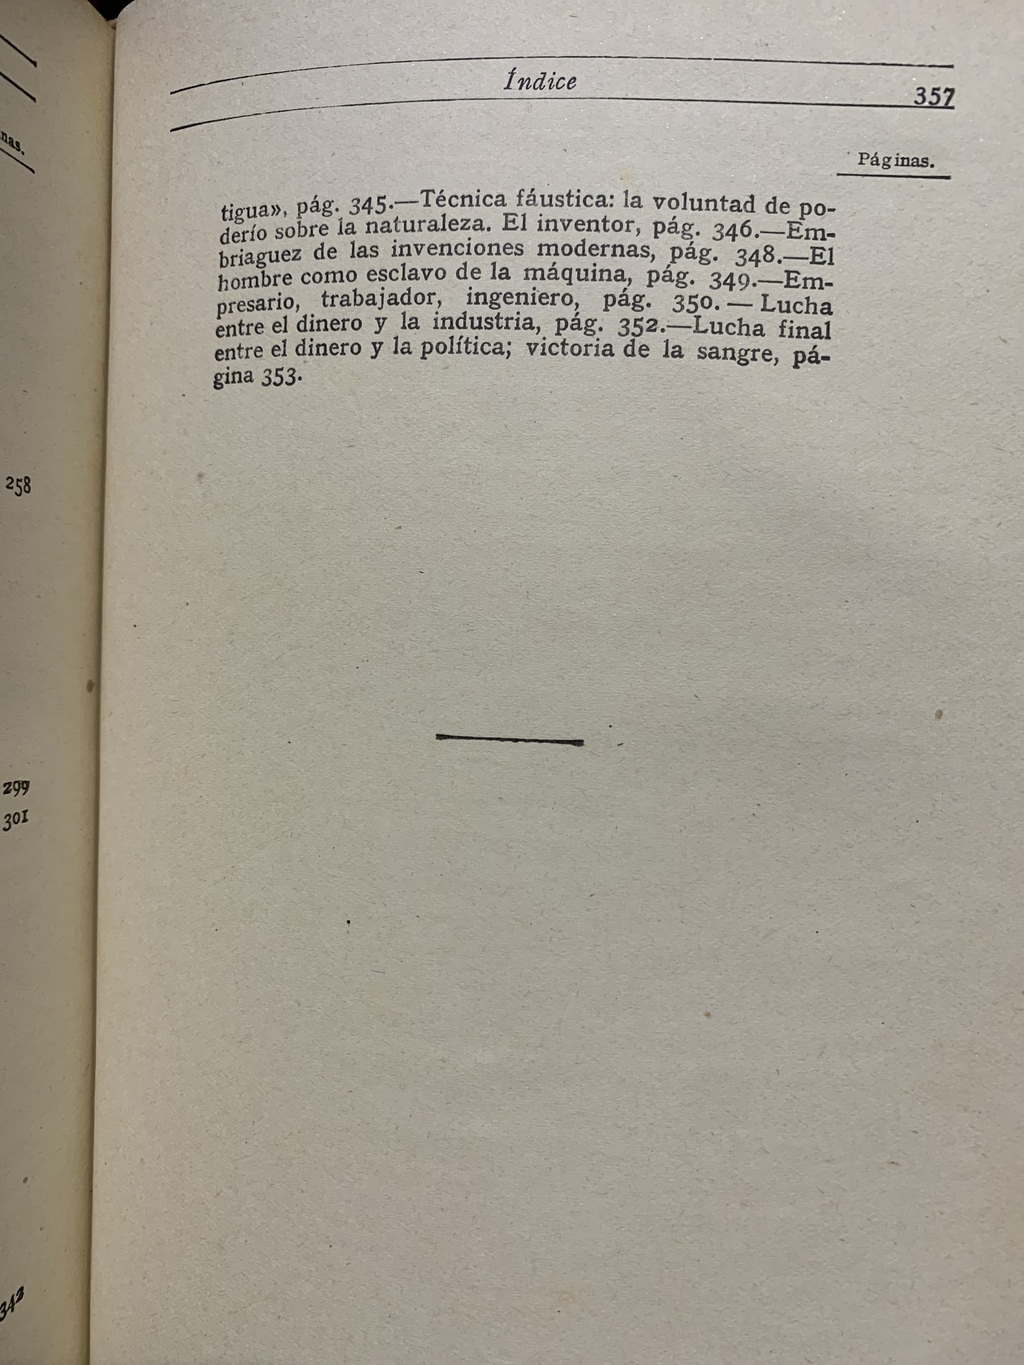 nas.
258
299
301
342
Índice
357
Páginas.
tigua», pág. 345.—Técnica fáustica: la voluntad de po-
derío sobre la naturaleza. El inventor, pág. 346.—Em-
briaguez de las invenciones modernas, pág. 348.—El
hombre como esclavo de la máquina, pág. 349.—Em-
presario, trabajador, ingeniero, pág. 350. — Lucha
entre el dinero y la industria, pág. 352.—Lucha final
entre el dinero y la política; victoria de la sangre, pá-
gina 353.